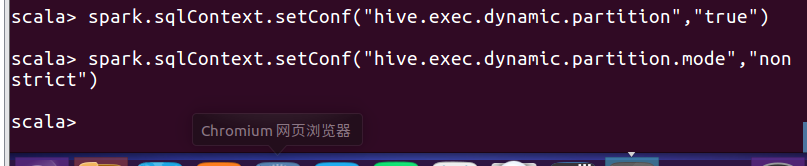 scala> spark.sqlContext.setConf("hive.exec.dynamic.partition","true")
scala> spark.sqlContext.setConf("hive.exec.dynamic.partition.mode","non
strict")
scala>
Chromium 网页浏览器